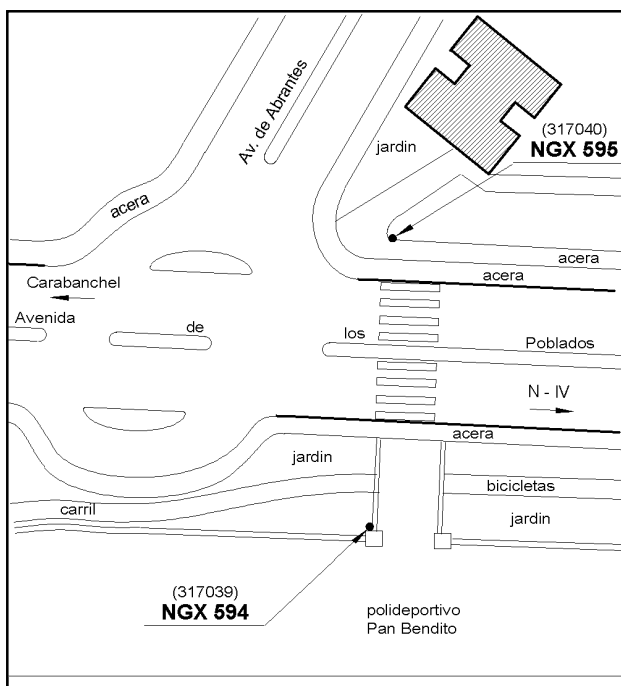 Av. de Abrantes
jardin
(317040)
NGX 595
acera
acera
acera
Carabanchel
Avenida
de
los
Poblados
N - IV
acera
jardin
bicicletas
carril
jardin
(317039)
NGX 594
polideportivo
Pan Bendito